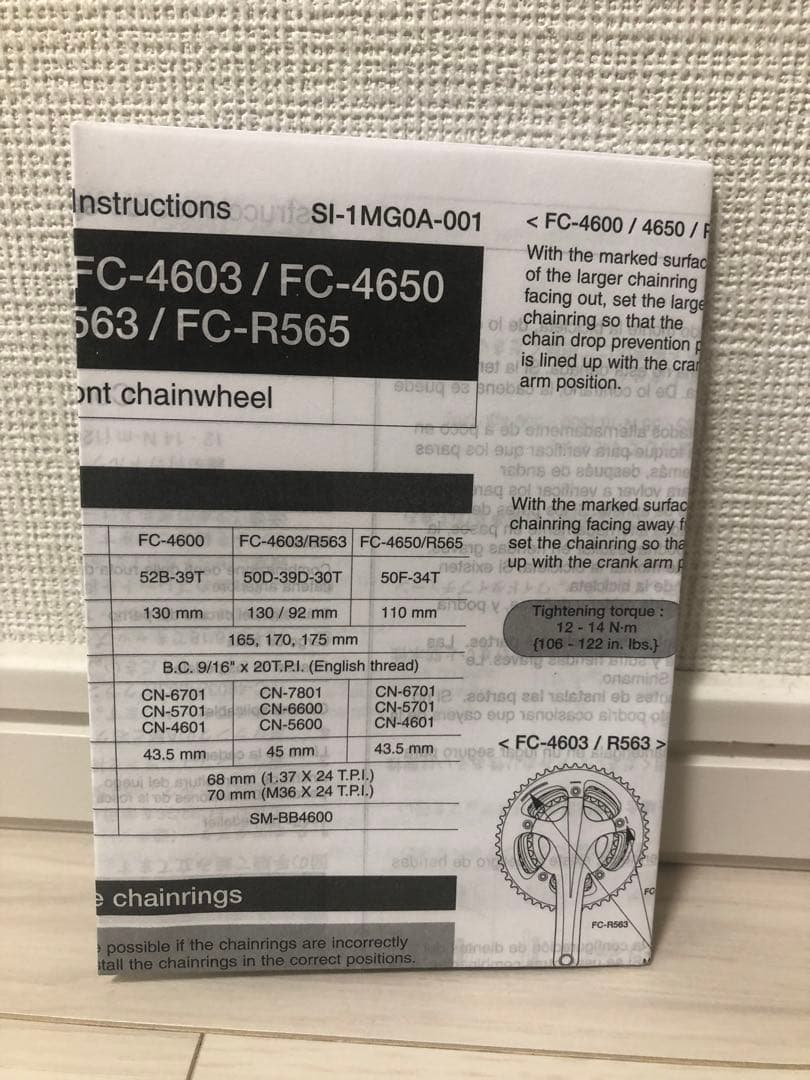 Instructions SI-1MG0A-001
FC-4603 / FC-4650
563 / FC-R565
ont chainwheel
FC-4600 FC-4603/R563 FC-4650/R565
52B-39T 50D-39D-30T 50F-34T
130 mm 130 / 92 mm 110 mm
165, 170, 175 mm
B.C. 9/16" x 20T.P.I. (English thread)
CN-6701 CN-7801 CN-6701
CN-5701 CN-6600 CN-5701
CN-4601 CN-5600 CN-4601
43.5 mm 45 mm 43.5 mm
68 mm (1.37 X 24 T.P.I.)
70 mm (M36 X 24 T.P.I.)
SM-BB4600
e chainrings
possible if the chainrings are incorrectly
stall the chainrings in the correct positions.
< FC-4600 / 4650 /
With the marked surfac
of the larger chainring
facing out, set the large
chainring so that the
chain drop prevention p
is lined up with the cran
arm position.
With the marked surfac
chainring facing away f
set the chainring so tha
up with the crank arm p
Tightening torque :
12 - 14 N·m
{106 - 122 in. lbs.}
< FC-4603 / R563 >
FC
FC-R563